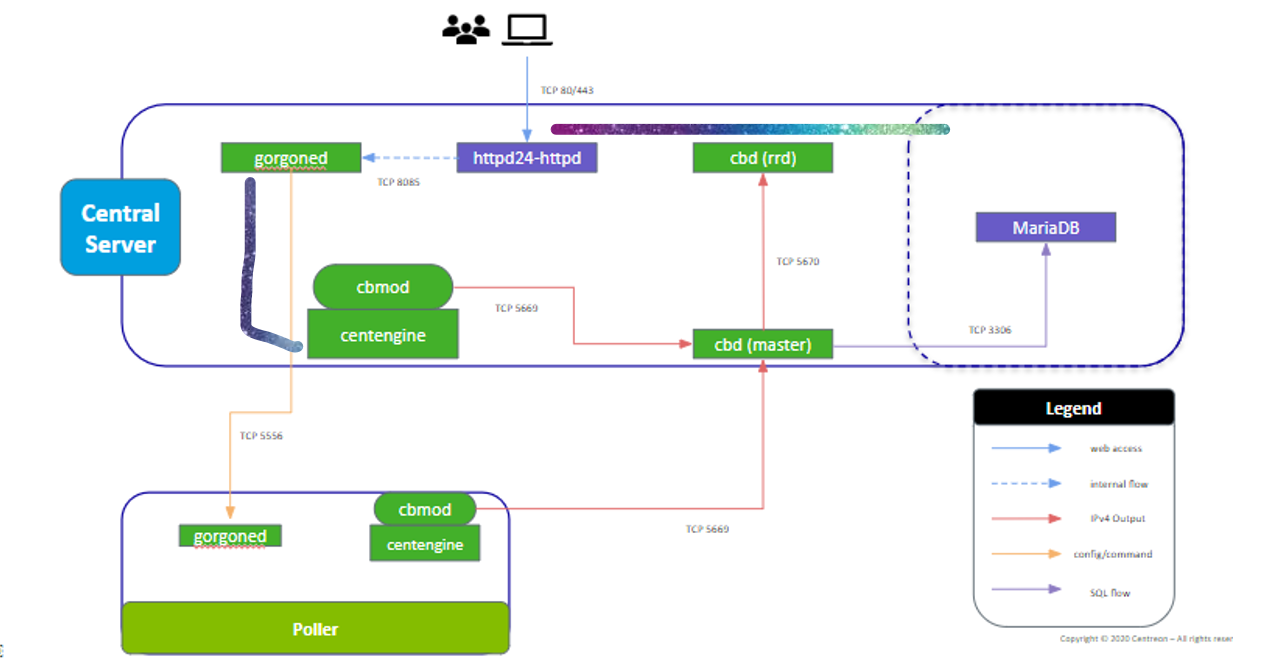 TCP 80/443
gorgoned
httpd24-httpd
cbd (rrd)
TCP 8085
Central
Server
MariaDB
TCP 5670
cbmod
TCP 5669
centengine
cbd (master)
TCP 3306
Legend
TCP 5556
web access
internal flow
cbmod
IPv4 Output
TCP 5669
gorgoned
centengine
config/command
SQL flow
Poller
Copyright © 2020 Centreon – All rights reser